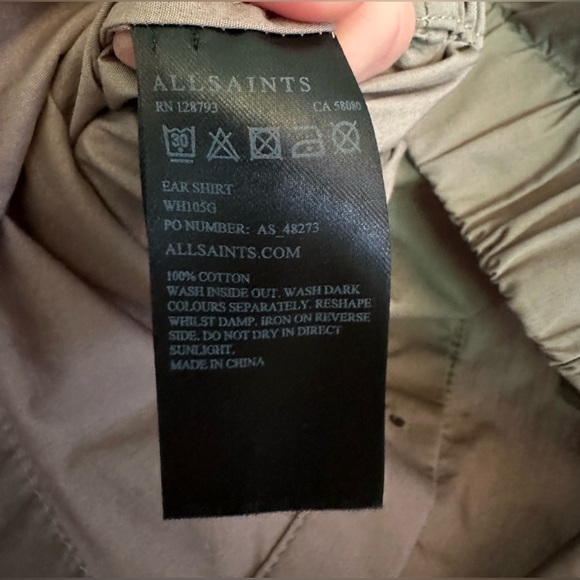 ALLSAINTS
RN 128793 CA 58080
30
EAR SHIRT
WH105G
PO NUMBER: AS_48273
ALLSAINTS.COM
100% COTTON
WASH INSIDE OUT, WASH DARK
COLOURS SEPARATELY, RESHAPE
WHILST DAMP, IRON ON REVERSE
SIDE, DO NOT DRY IN DIRECT
SUNLIGHT,
MADE IN CHINA